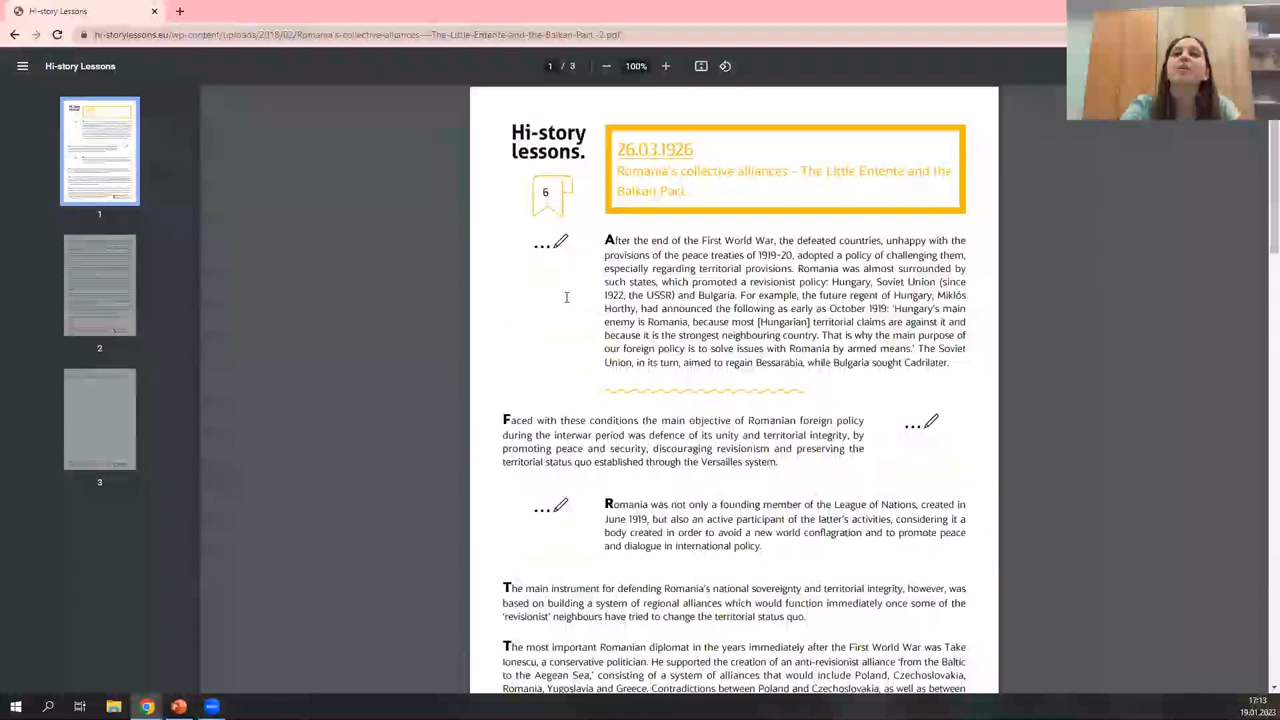 Hi-story Lessons
hi-storylessons.eu/wp-content/uploads/2018/02/Romania's-collective-alliances-—The-Little-Entente-and-the-Balkan-Pact.-2.pdf
Hi-story Lessons
1 / 3
100%
1
2
3
Hi-story
lessons.
6
26.03.1926
Romania's collective alliances – The Little Entente and the
Balkan Pact.
After the end of the First World War, the defeated countries, unhappy with the
provisions of the peace treaties of 1919-20, adopted a policy of challenging them,
especially regarding territorial provisions. Romania was almost surrounded by
such states, which promoted a revisionist policy: Hungary, Soviet Union (since
1922, the USSR) and Bulgaria. For example, the future regent of Hungary, Miklós
Horthy, had announced the following as early as October 1919: 'Hungary's main
enemy is Romania, because most [Hungarian] territorial claims are against it and
because it is the strongest neighbouring country. That is why the main purpose of
our foreign policy is to solve issues with Romania by armed means.' The Soviet
Union, in its turn, aimed to regain Bessarabia, while Bulgaria sought Cadrilater.
Faced with these conditions the main objective of Romanian foreign policy
during the interwar period was defence of its unity and territorial integrity, by
promoting peace and security, discouraging revisionism and preserving the
territorial status quo established through the Versailles system.
Romania was not only a founding member of the League of Nations, created in
June 1919, but also an active participant of the latter's activities, considering it a
body created in order to avoid a new world conflagration and to promote peace
and dialogue in international policy.
The main instrument for defending Romania's national sovereignty and territorial integrity, however, was
based on building a system of regional alliances which would function immediately once some of the
'revisionist' neighbours have tried to change the territorial status quo.
The most important Romanian diplomat in the years immediately after the First World War was Take
Ionescu, a conservative politician. He supported the creation of an anti-revisionist alliance 'from the Baltic
to the Aegean Sea,' consisting of a system of alliances that would include Poland, Czechoslovakia,
Romania, Yugoslavia and Greece. Contradictions between Poland and Czechoslovakia, as well as between
17:13
19.01.2023